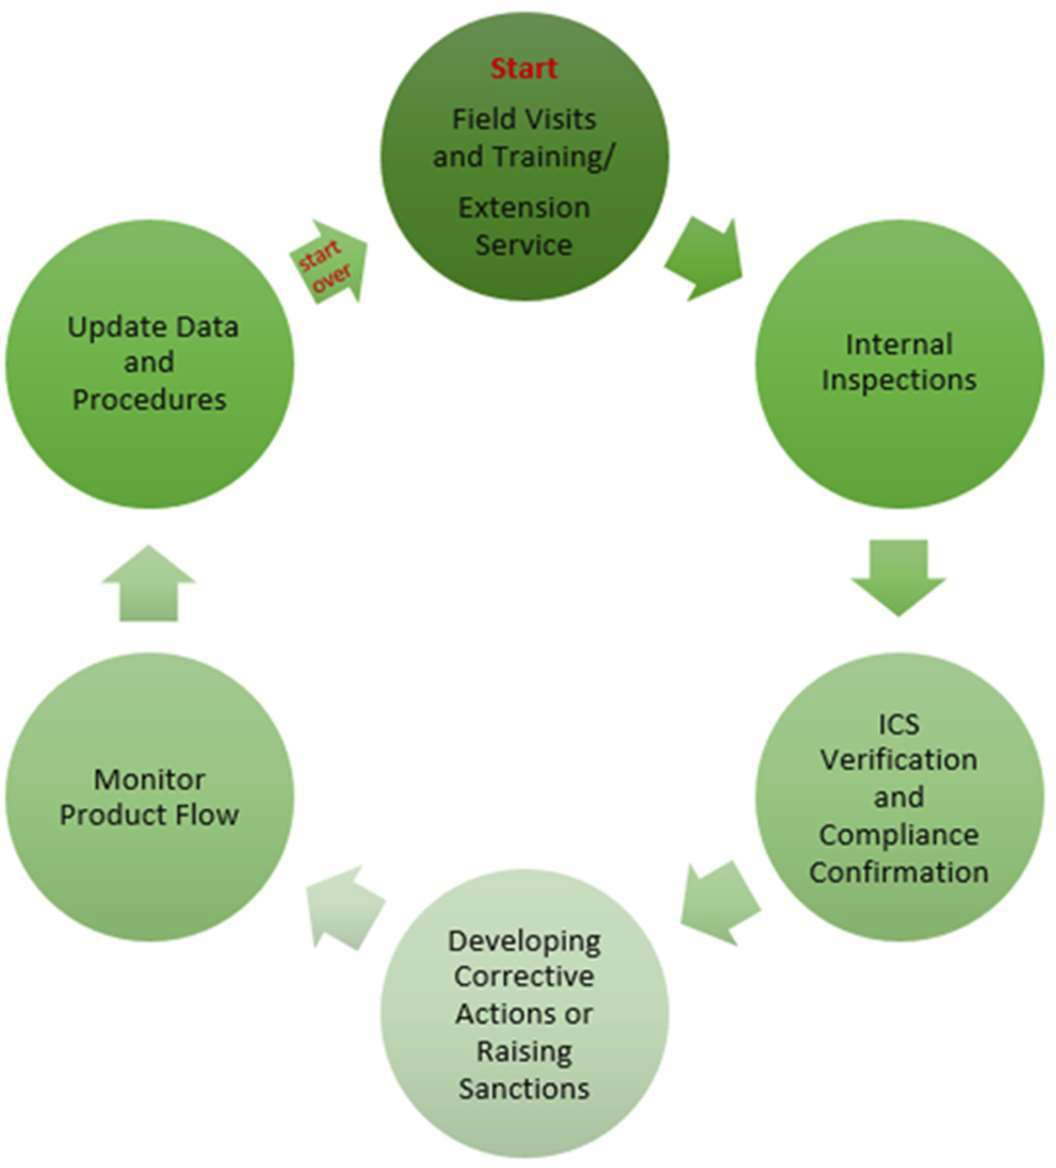 Start
Field Visits
and Training/
Extension
Service
Internal
Inspections
ICS
Verification
and
Compliance
Confirmation
Developing
Corrective
Actions or
Raising
Sanctions
Monitor
Product Flow
Update Data
and
Procedures
start
over